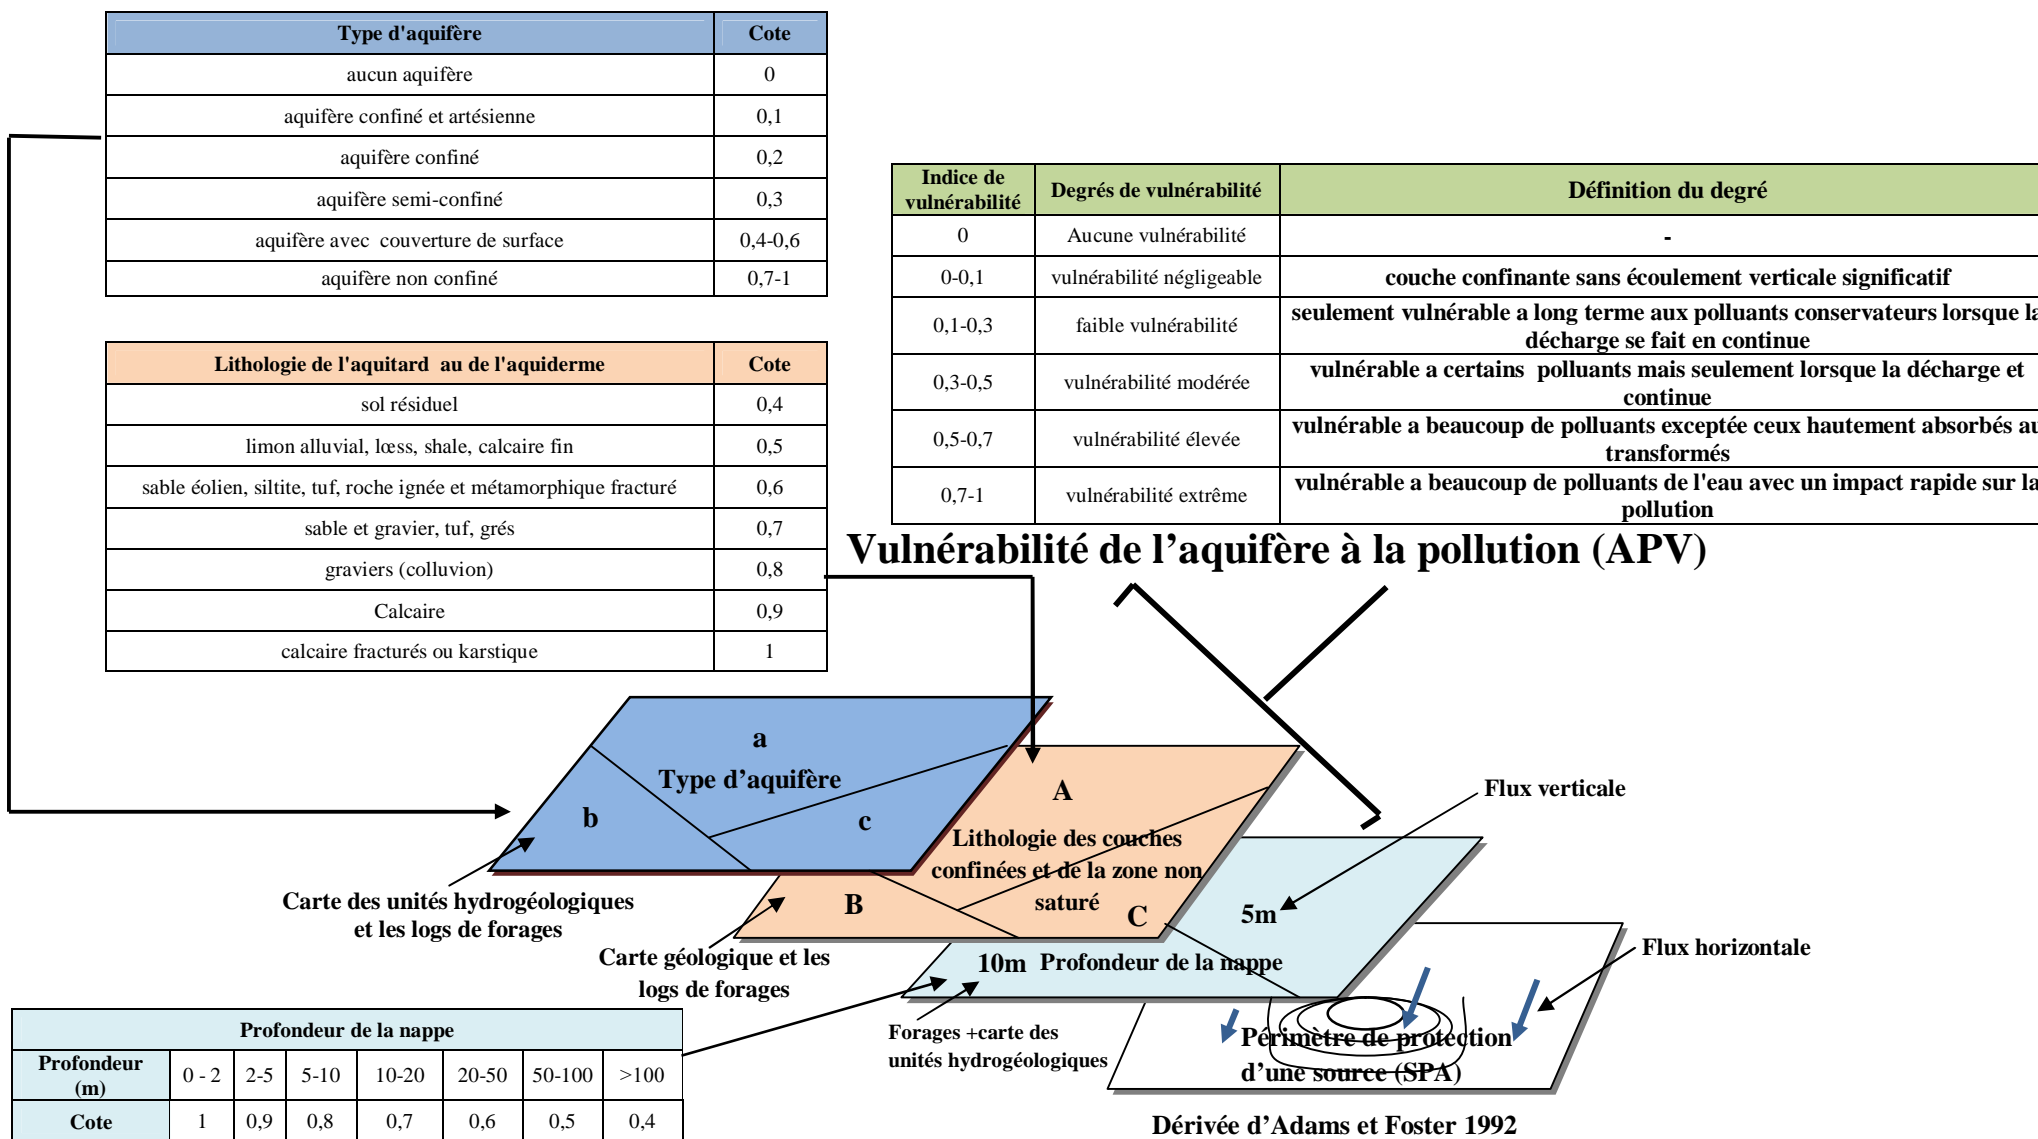 Type d'aquifère Cote
aucun aquifère 0
aquifère confiné et artésienne 0,1
aquifère confiné 0,2
aquifère semi-confiné 0,3
aquifère avec couverture de surface 0,4-0,6
aquifère non confiné 0,7-1
Lithologie de l'aquitard au de l'aquiderme Cote
sol résiduel 0,4
limon alluvial, lœss, shale, calcaire fin 0,5
sable éolien, siltite, tuf, roche ignée et métamorphique fracturé 0,6
sable et gravier, tuf, grés 0,7
graviers (colluvion) 0,8
Calcaire 0,9
calcaire fracturés ou karstique 1
Indice de
vulnérabilité Degrés de vulnérabilité Définition du degré
0 Aucune vulnérabilité -
0-0,1 vulnérabilité négligeable couche confinante sans écoulement verticale significatif
0,1-0,3 faible vulnérabilité seulement vulnérable a long terme aux polluants conservateurs lorsque la
décharge se fait en continue
0,3-0,5 vulnérabilité modérée vulnérable a certains polluants mais seulement lorsque la décharge et
continue
0,5-0,7 vulnérabilité élevée vulnérable a beaucoup de polluants exceptée ceux hautement absorbés au
transformés
0,7-1 vulnérabilité extrême vulnérable a beaucoup de polluants de l'eau avec un impact rapide sur la
pollution
Vulnérabilité de l’aquifère à la pollution (APV)
a
Type d’aquifère
b
c
A
Lithologie des couches
confinées et de la zone non
saturé
B
C
Flux verticale
5m
10m Profondeur de la nappe
Flux horizontale
Carte des unités hydrogéologiques
et les logs de forages
Carte géologique et les
logs de forages
Forages +carte des
unités hydrogéologiques
Périmètre de protection
d’une source (SPA)
Profondeur de la nappe
Profondeur
(m) 0 - 2 2-5 5-10 10-20 20-50 50-100 >100
Cote 1 0,9 0,8 0,7 0,6 0,5 0,4
Dérivée d’Adams et Foster 1992